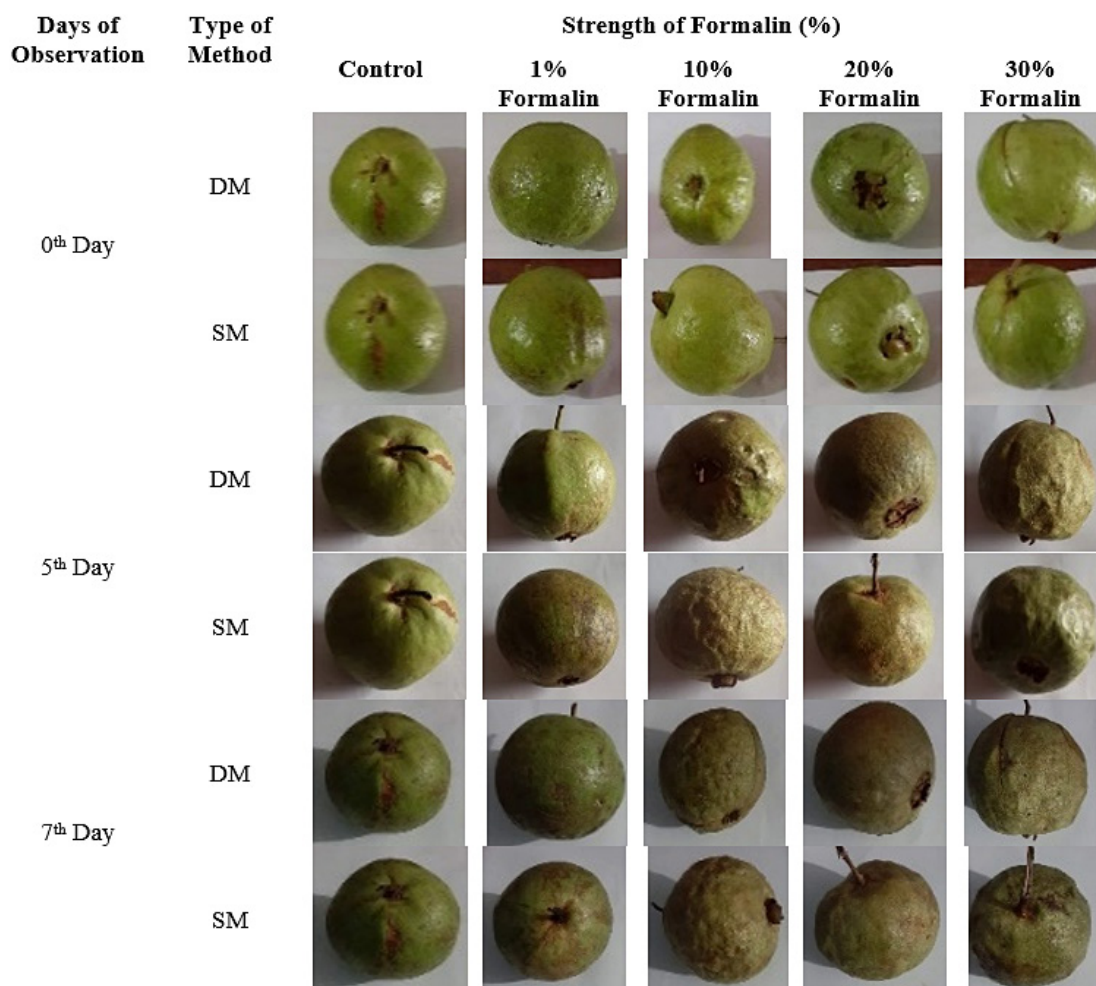 Days of Observation
Type of Method
Strength of Formalin (%)
Control
1% Formalin
10% Formalin
20% Formalin
30% Formalin
0th Day
DM
SM
5th Day
DM
SM
7th Day
DM
SM